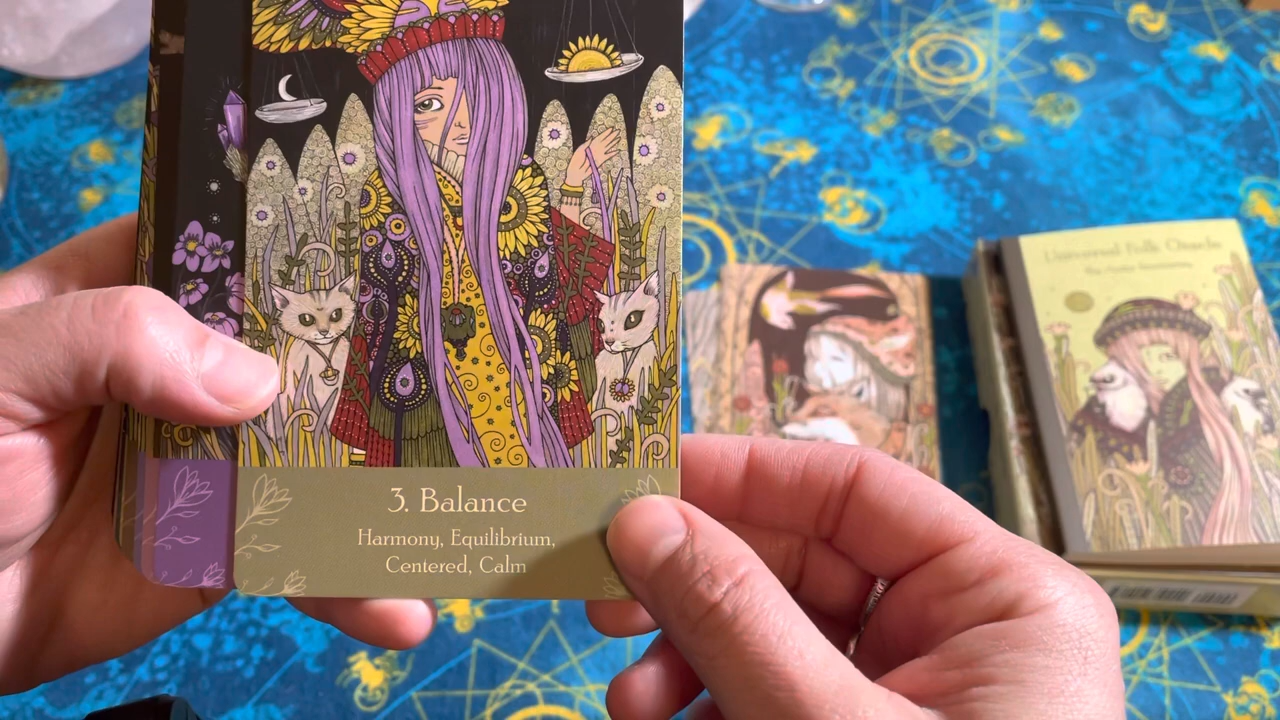 3. Balance
Harmony, Equilibrium,
Centered, Calm
Universal Folk Oracle